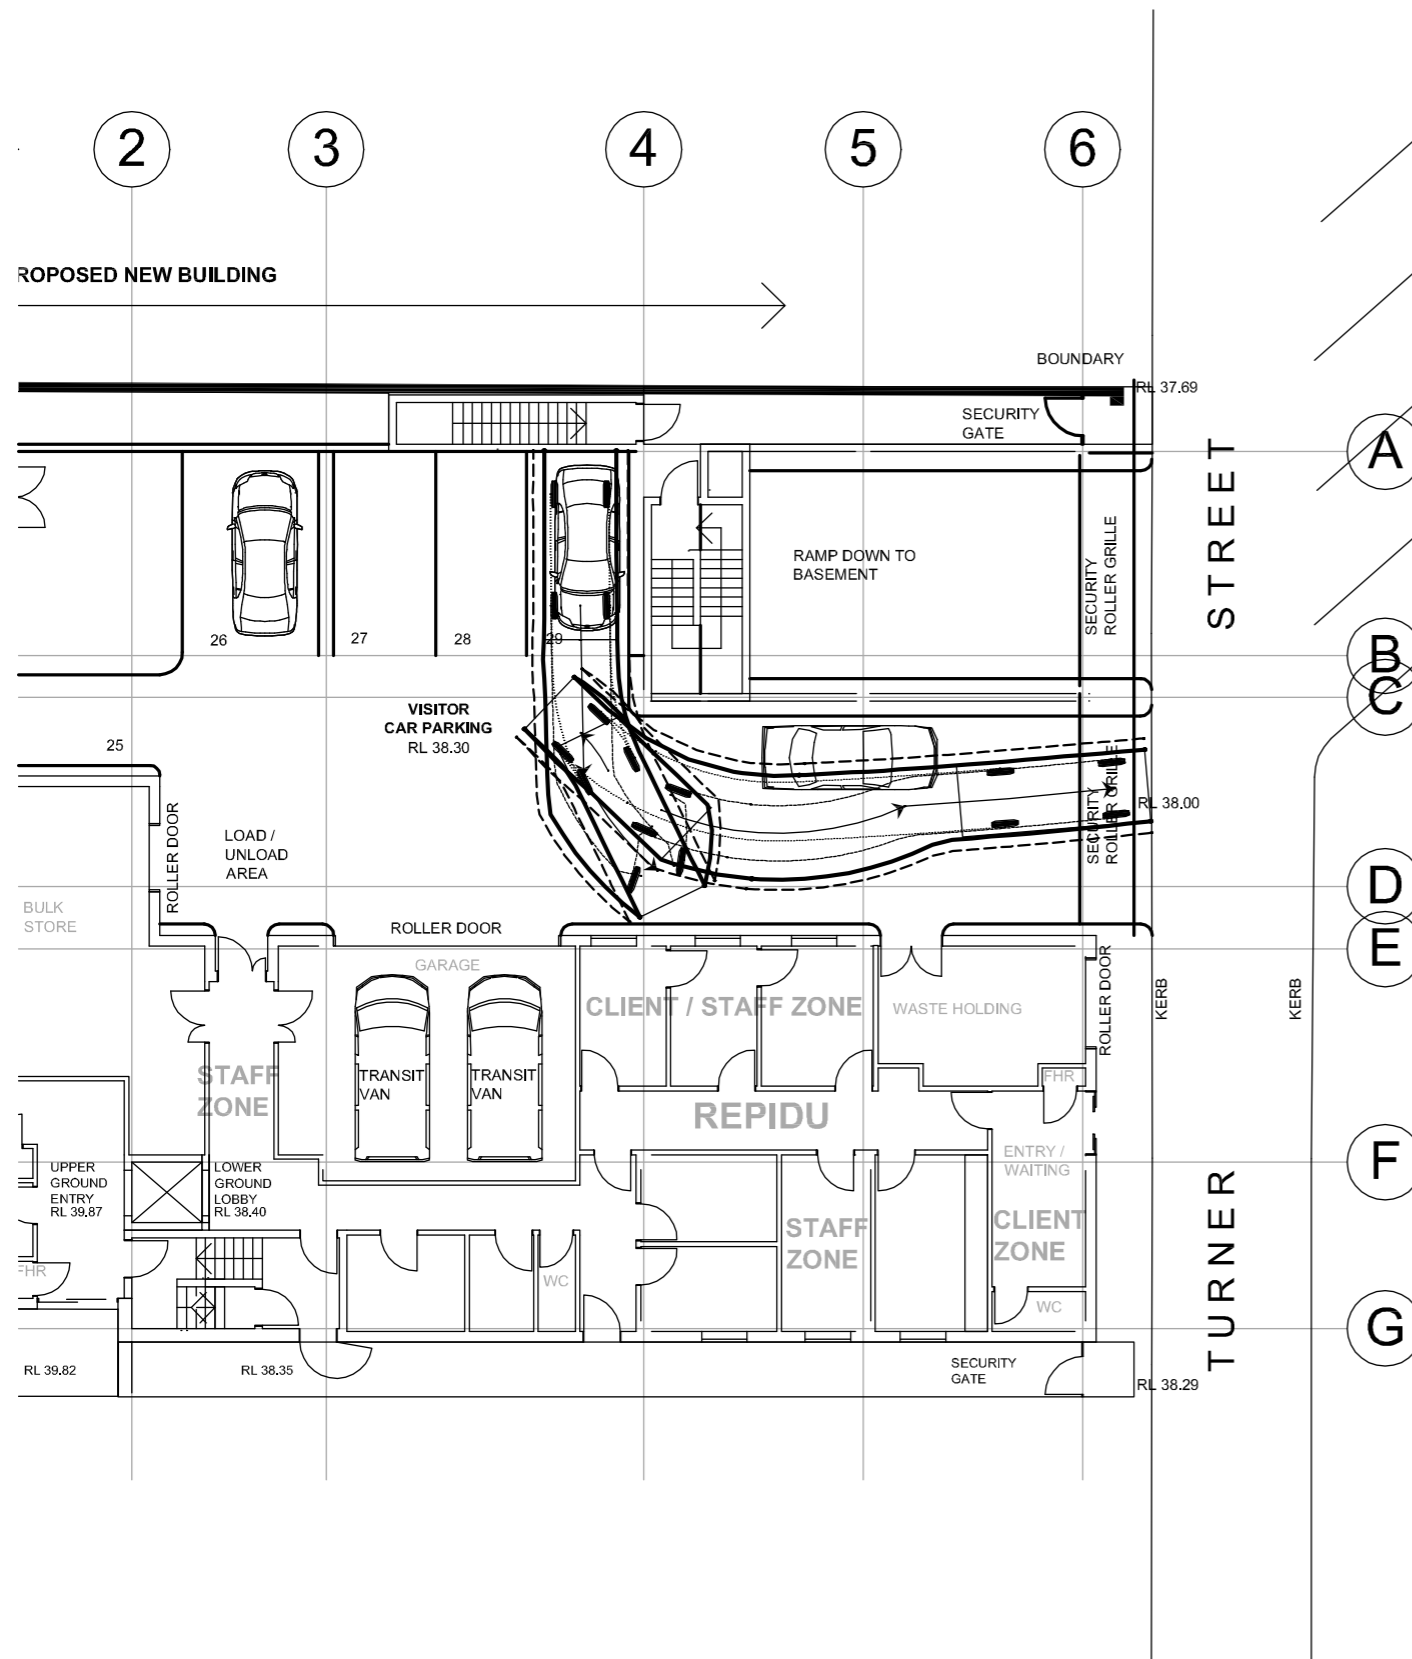 2
3
4
5
6
ROPOSED NEW BUILDING
BOUNDARY
RL 37.69
SECURITY
GATE
A
STREET
RAMP DOWN TO
BASEMENT
SECURITY
ROLLER GRILLE
26
27
28
29
B
C
VISITOR
CAR PARKING
RL 38.30
25
SECURITY
ROLLER GRILLE
RL 38.00
ROLLER DOOR
LOAD /
UNLOAD
AREA
D
BULK
STORE
ROLLER DOOR
E
GARAGE
CLIENT / STAFF ZONE
WASTE HOLDING
ROLLER DOOR
KERB
KERB
STAFF
ZONE
TRANSIT
VAN
TRANSIT
VAN
FHR
REPIDU
ENTRY /
WAITING
F
UPPER
GROUND
ENTRY
RL 39.87
LOWER
GROUND
LOBBY
RL 38.40
STAFF
ZONE
CLIENT
ZONE
TURNER
FHR
WC
WC
G
RL 39.82
RL 38.35
SECURITY
GATE
RL 38.29